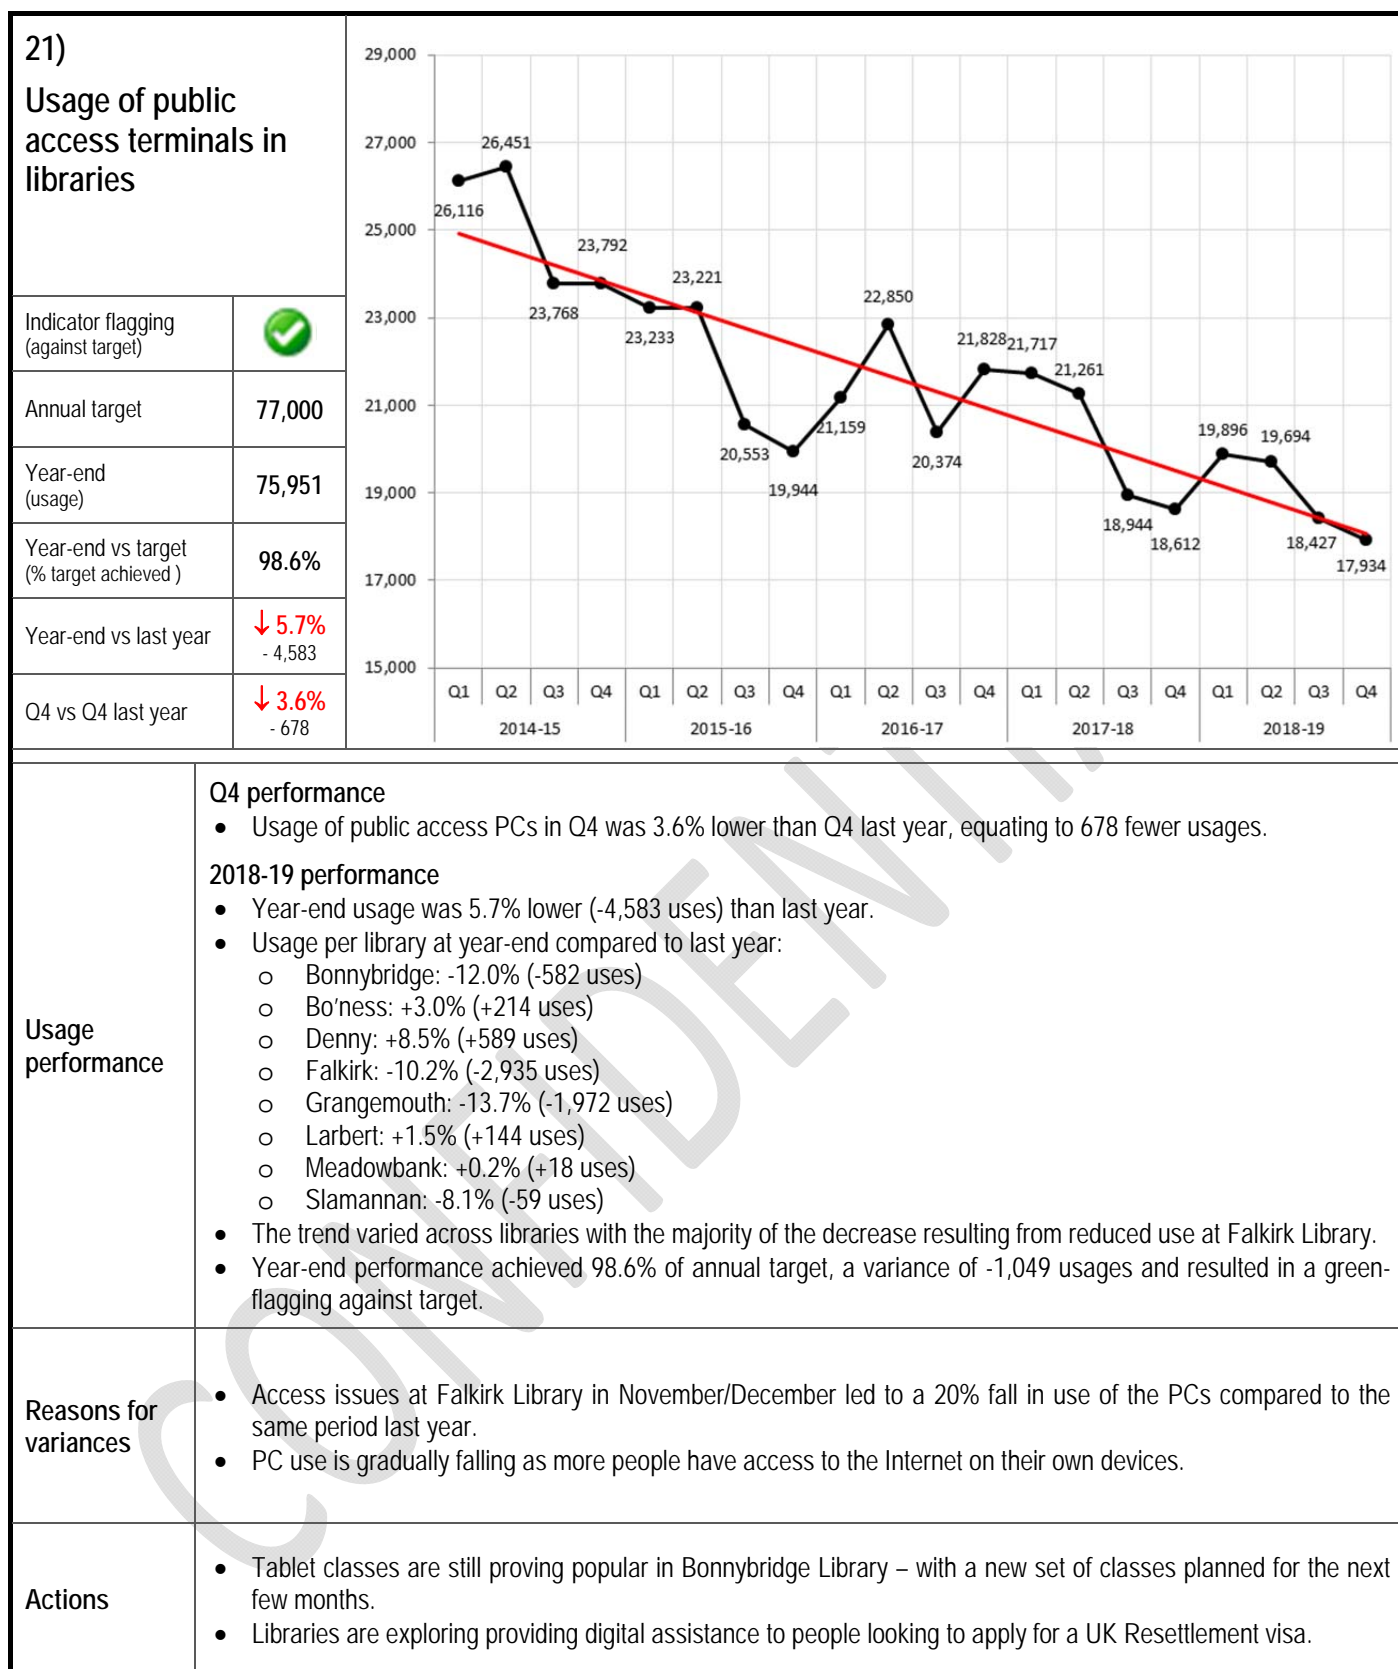 21)
Usage of public
access terminals in
libraries
Indicator flagging
(against target)
Annual target
77,000
Year-end
(usage)
75,951
Year-end vs target
(% target achieved )
98.6%
Year-end vs last year
↓ 5.7%
- 4,583
Q4 vs Q4 last year
↓ 3.6%
- 678
29,000
27,000
25,000
23,000
21,000
19,000
17,000
15,000
26,116
26,451
23,768
23,792
23,233
23,221
20,553
19,944
21,159
22,850
20,374
21,828
21,717
21,261
18,944
18,612
19,896
19,694
18,427
17,934
Q1 Q2 Q3 Q4 Q1 Q2 Q3 Q4 Q1 Q2 Q3 Q4 Q1 Q2 Q3 Q4 Q1 Q2 Q3 Q4
2014-15 2015-16 2016-17 2017-18 2018-19
Usage
performance
Q4 performance
• Usage of public access PCs in Q4 was 3.6% lower than Q4 last year, equating to 678 fewer usages.
2018-19 performance
• Year-end usage was 5.7% lower (-4,583 uses) than last year.
• Usage per library at year-end compared to last year:
o Bonnybridge: -12.0% (-582 uses)
o Bo’ness: +3.0% (+214 uses)
o Denny: +8.5% (+589 uses)
o Falkirk: -10.2% (-2,935 uses)
o Grangemouth: -13.7% (-1,972 uses)
o Larbert: +1.5% (+144 uses)
o Meadowbank: +0.2% (+18 uses)
o Slamannan: -8.1% (-59 uses)
• The trend varied across libraries with the majority of the decrease resulting from reduced use at Falkirk Library.
• Year-end performance achieved 98.6% of annual target, a variance of -1,049 usages and resulted in a green-
flagging against target.
Reasons for
variances
• Access issues at Falkirk Library in November/December led to a 20% fall in use of the PCs compared to the
same period last year.
• PC use is gradually falling as more people have access to the Internet on their own devices.
Actions
• Tablet classes are still proving popular in Bonnybridge Library – with a new set of classes planned for the next
few months.
• Libraries are exploring providing digital assistance to people looking to apply for a UK Resettlement visa.